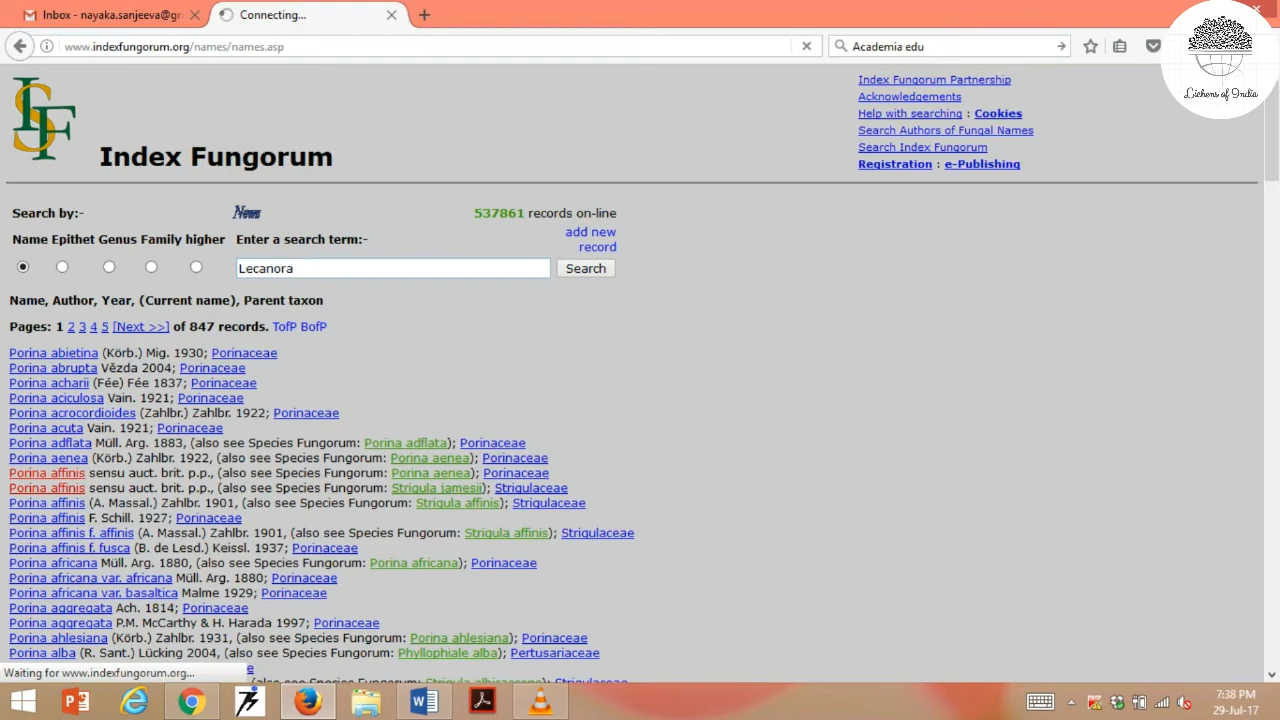 Inbox - nayaka.sanjeeva@gr
Connecting...
www.indexfungorum.org/names/names.asp
Academia edu
Lichens of India
Index Fungorum
Index Fungorum Partnership
Acknowledgements
Help with searching : Cookies
Search Authors of Fungal Names
Search Index Fungorum
Registration : e-Publishing
Search by:- News 537861 records on-line
add new
record
Name Epithet Genus Family higher Enter a search term:-
Lecanora Search
Name, Author, Year, (Current name), Parent taxon
Pages: 1 2 3 4 5 [Next >>] of 847 records. TofP BofP
Porina abietina (Körb.) Mig. 1930; Porinaceae
Porina abrupta Vězda 2004; Porinaceae
Porina acharii (Fée) Fée 1837; Porinaceae
Porina aciculosa Vain. 1921; Porinaceae
Porina acrocordioides (Zahlbr.) Zahlbr. 1922; Porinaceae
Porina acuta Vain. 1921; Porinaceae
Porina adflata Müll. Arg. 1883, (also see Species Fungorum: Porina adflata); Porinaceae
Porina aenea (Körb.) Zahlbr. 1922, (also see Species Fungorum: Porina aenea); Porinaceae
Porina affinis sensu auct. brit. p.p., (also see Species Fungorum: Porina aenea); Porinaceae
Porina affinis sensu auct. brit. p.p., (also see Species Fungorum: Strigula jamesii); Strigulaceae
Porina affinis (A. Massal.) Zahlbr. 1901, (also see Species Fungorum: Strigula affinis); Strigulaceae
Porina affinis F. Schill. 1927; Porinaceae
Porina affinis f. affinis (A. Massal.) Zahlbr. 1901, (also see Species Fungorum: Strigula affinis); Strigulaceae
Porina affinis f. fusca (B. de Lesd.) Keissl. 1937; Porinaceae
Porina africana Müll. Arg. 1880, (also see Species Fungorum: Porina africana); Porinaceae
Porina africana var. africana Müll. Arg. 1880; Porinaceae
Porina africana var. basaltica Malme 1929; Porinaceae
Porina aggregata Ach. 1814; Porinaceae
Porina aggregata P.M. McCarthy & H. Harada 1997; Porinaceae
Porina ahlesiana (Körb.) Zahlbr. 1931, (also see Species Fungorum: Porina ahlesiana); Porinaceae
Porina alba (R. Sant.) Lücking 2004, (also see Species Fungorum: Phyllophiale alba); Pertusariaceae
Waiting for www.indexfungorum.org... e
(also see Species Fungorum: Strigula albicascens); Strigulaceae
7:38 PM
29-Jul-17